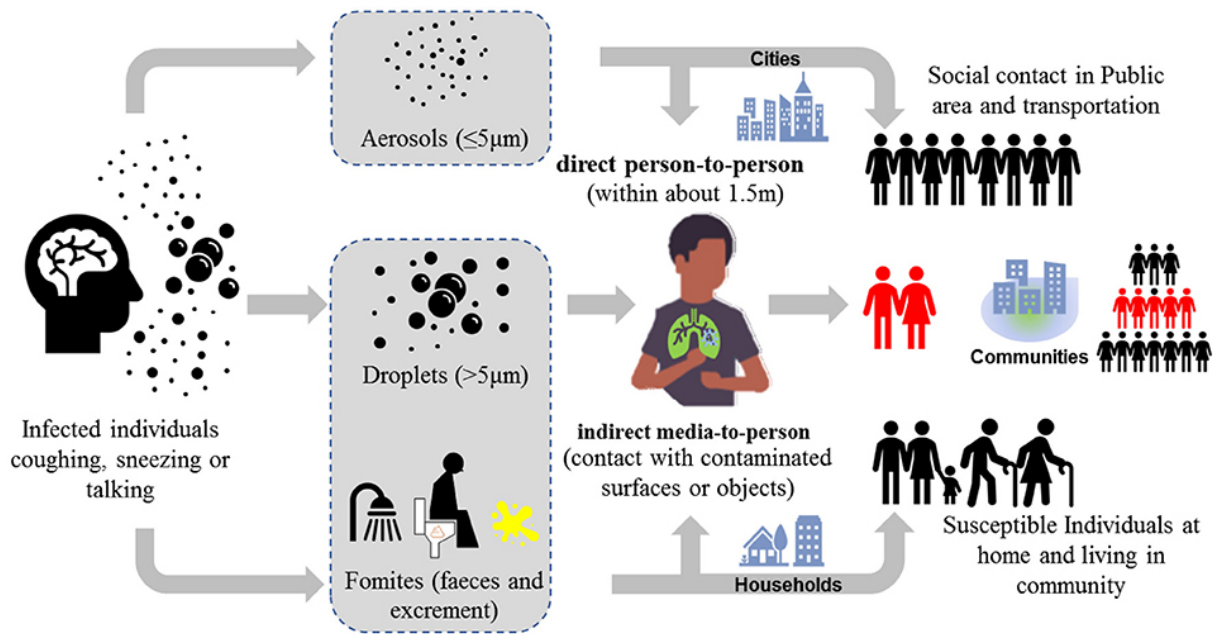 Infected individuals
coughing, sneezing or
talking
Aerosols (≤5μm)
Droplets (>5μm)
Fomites (faeces and
excrement)
Cities
direct person-to-person
(within about 1.5m)
indirect media-to-person
(contact with contaminated
surfaces or objects)
Households
Social contact in Public
area and transportation
Communities
Susceptible Individuals at
home and living in
community